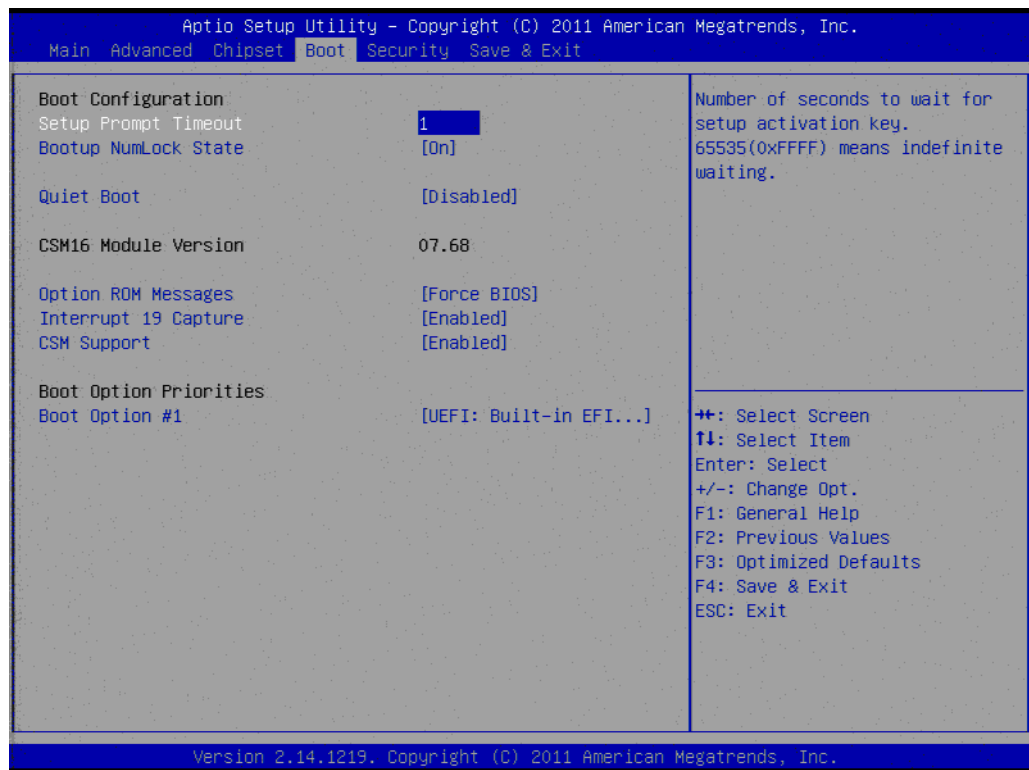 Aptio Setup Utility - Copyright (C) 2011 American Megatrends, Inc.
Main Advanced Chipset Boot Security Save & Exit
Boot Configuration
Setup Prompt Timeout 1
Bootup NumLock State [On]
Quiet Boot [Disabled]
CSM16 Module Version 07.68
Option ROM Messages [Force BIOS]
Interrupt 19 Capture [Enabled]
CSM Support [Enabled]
Boot Option Priorities
Boot Option #1 [UEFI: Built-in EFI...]
Number of seconds to wait for
setup activation key.
65535(0xFFFF) means indefinite
waiting.
→←: Select Screen
↑↓: Select Item
Enter: Select
+/-: Change Opt.
F1: General Help
F2: Previous Values
F3: Optimized Defaults
F4: Save & Exit
ESC: Exit
Version 2.14.1219. Copyright (C) 2011 American Megatrends, Inc.